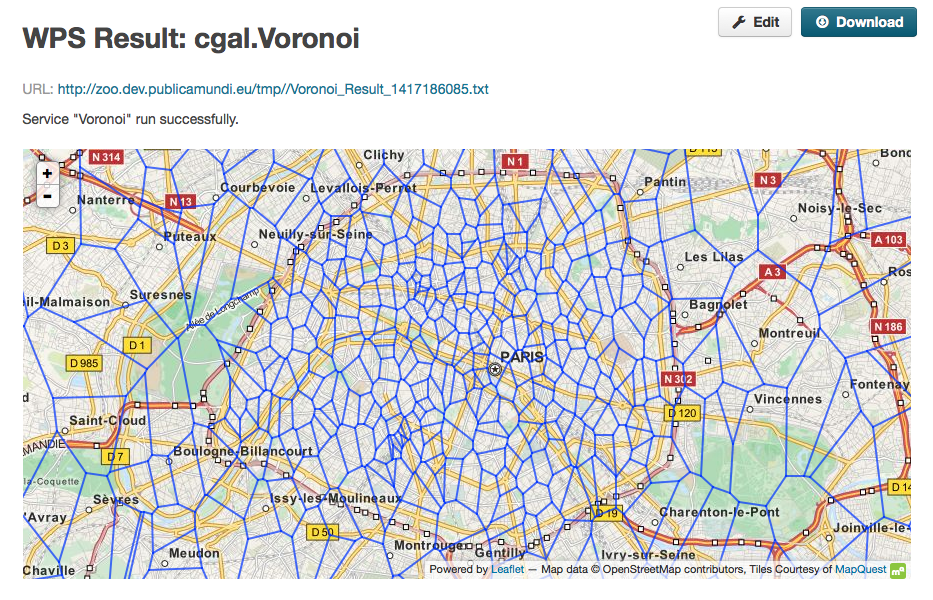 Edit
Download
WPS Result: cgal.Voronoi
URL: http://zoo.dev.publicamundi.eu/tmp//Voronoi_Result_1417186085.txt
Service "Voronoi" run successfully.
N 314
Clichy
N 1
+
-
Courbevoie
Levallois-Perret
Pantin
N 3
Nanterre
N 13
Noisy-le-Sec
D 3
Puteaux
Neuilly-sur-Seine
A 103
Les Lilas
A 3
Suresnes
il-Malmaison
Allée de Longchamp
Bagnolet
N 186
D 1
Montreuil
D 985
PARIS
N 302
Fontenay
Vincennes
D 120
Saint-Cloud
MANDIE
D 7
Boulogne-Billancourt
la-Coquette
Sèvres
Issy-les-Moulineaux
'Avray
D 50
D 19
Charenton-le-Pont
Joinville-le-
Meudon
Montrouge
Gentilly
Ivry-sur-Seine
Chaville
Powered by Leaflet — Map data © OpenStreetMap contributors, Tiles Courtesy of MapQuest